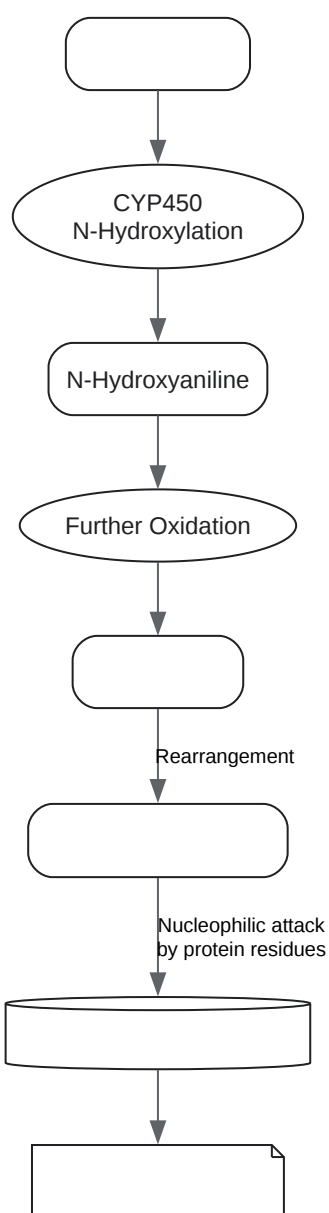 CYP450
N-Hydroxylation
N-Hydroxyaniline
Further Oxidation
Rearrangement
Nucleophilic attack
by protein residues